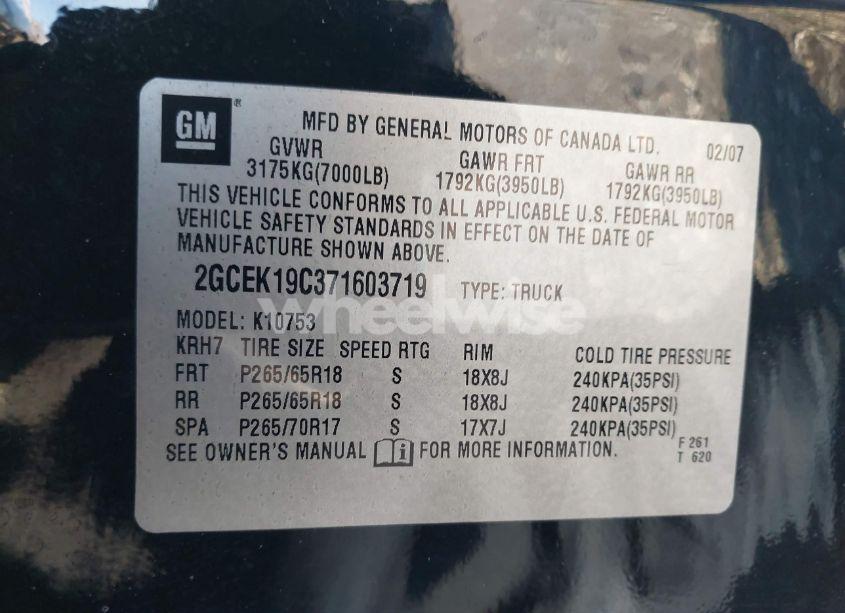 GM ®
MFD BY GENERAL MOTORS OF CANADA LTD. 02/07
GVWR GAWR FRT GAWR RR
3175KG(7000LB) 1792KG(3950LB) 1792KG(3950LB)
THIS VEHICLE CONFORMS TO ALL APPLICABLE U.S. FEDERAL MOTOR
VEHICLE SAFETY STANDARDS IN EFFECT ON THE DATE OF
MANUFACTURE SHOWN ABOVE.
2GCEK19C371603719 TYPE: TRUCK
wheelwise
MODEL: K10753
KRH7 TIRE SIZE SPEED RTG RIM COLD TIRE PRESSURE
FRT P265/65R18 S 18X8J 240KPA(35PSI)
RR P265/65R18 S 18X8J 240KPA(35PSI)
SPA P265/70R17 S 17X7J 240KPA(35PSI)
SEE OWNER'S MANUAL FOR MORE INFORMATION.
F 261
T 620